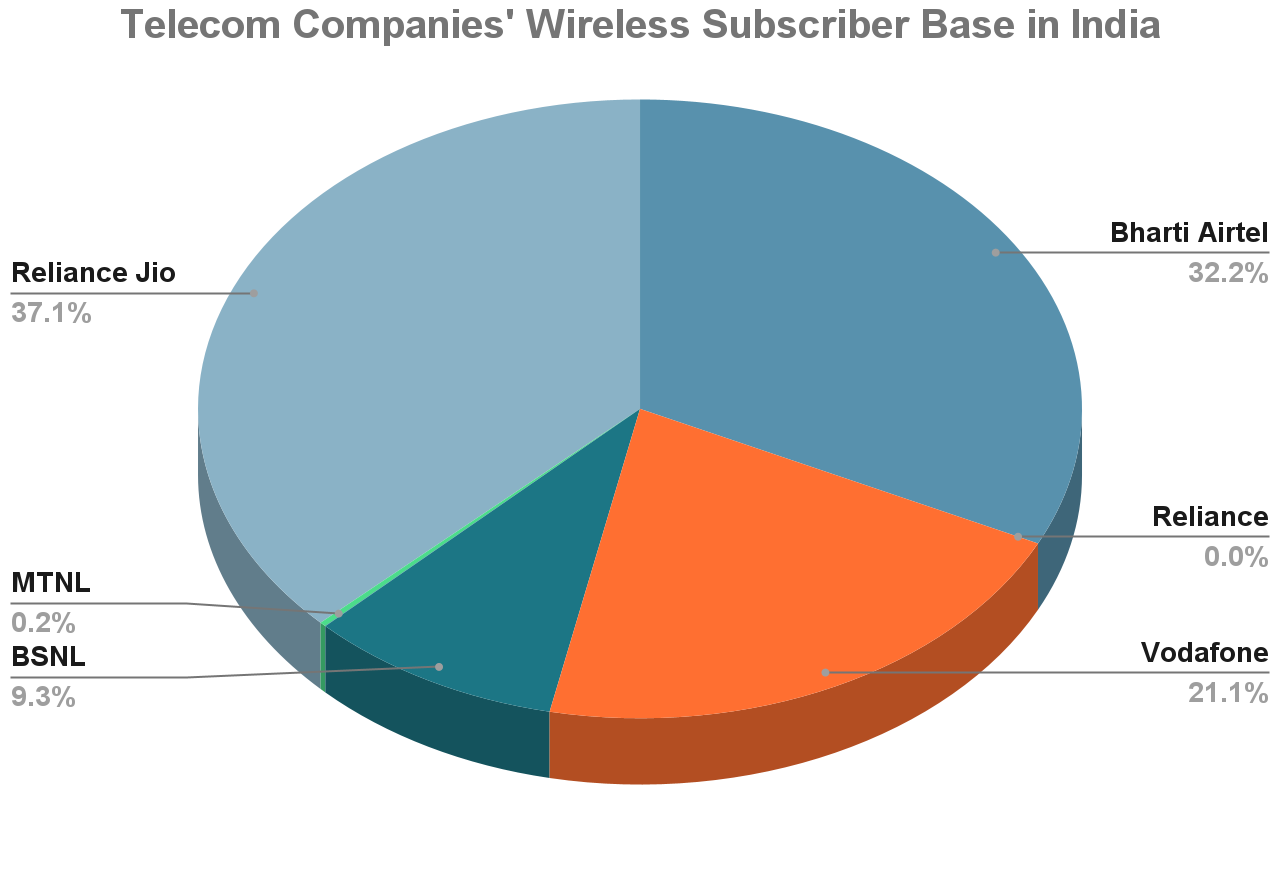 Telecom Companies' Wireless Subscriber Base in India
Bharti Airtel
32.2%
Reliance Jio
37.1%
Reliance
0.0%
MTNL
0.2%
BSNL
9.3%
Vodafone
21.1%